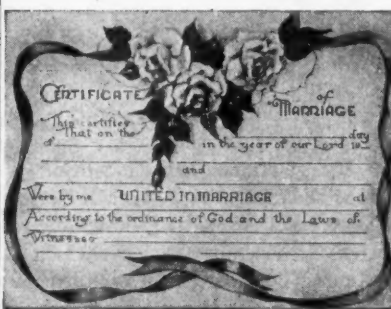 CERTIFICATE of MARRIAGE
This certifies
That on the day
of in the year of our Lord 19
and
Were by me UNITED IN MARRIAGE at
According to the ordinance of God and the Laws of.
Witnesses